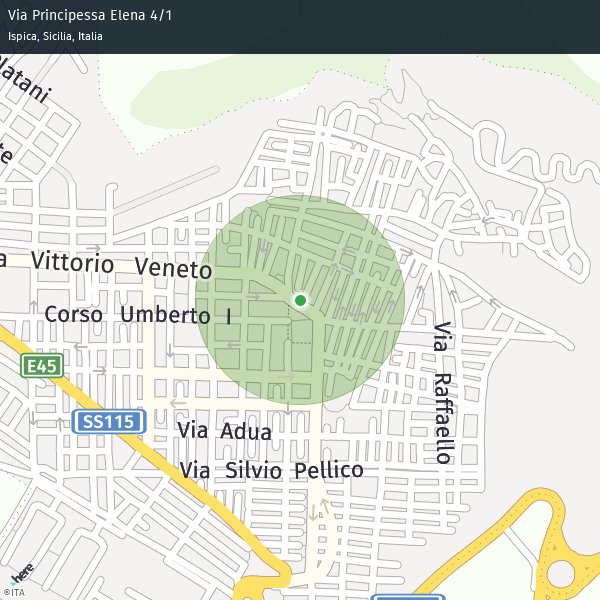 Via Principessa Elena 4/1
Ispica, Sicilia, Italia
Vittorio Veneto
Corso Umberto I
E45
SS115
Via Raffaello
Via Adua
Via Silvio Pellico
here
©ITA